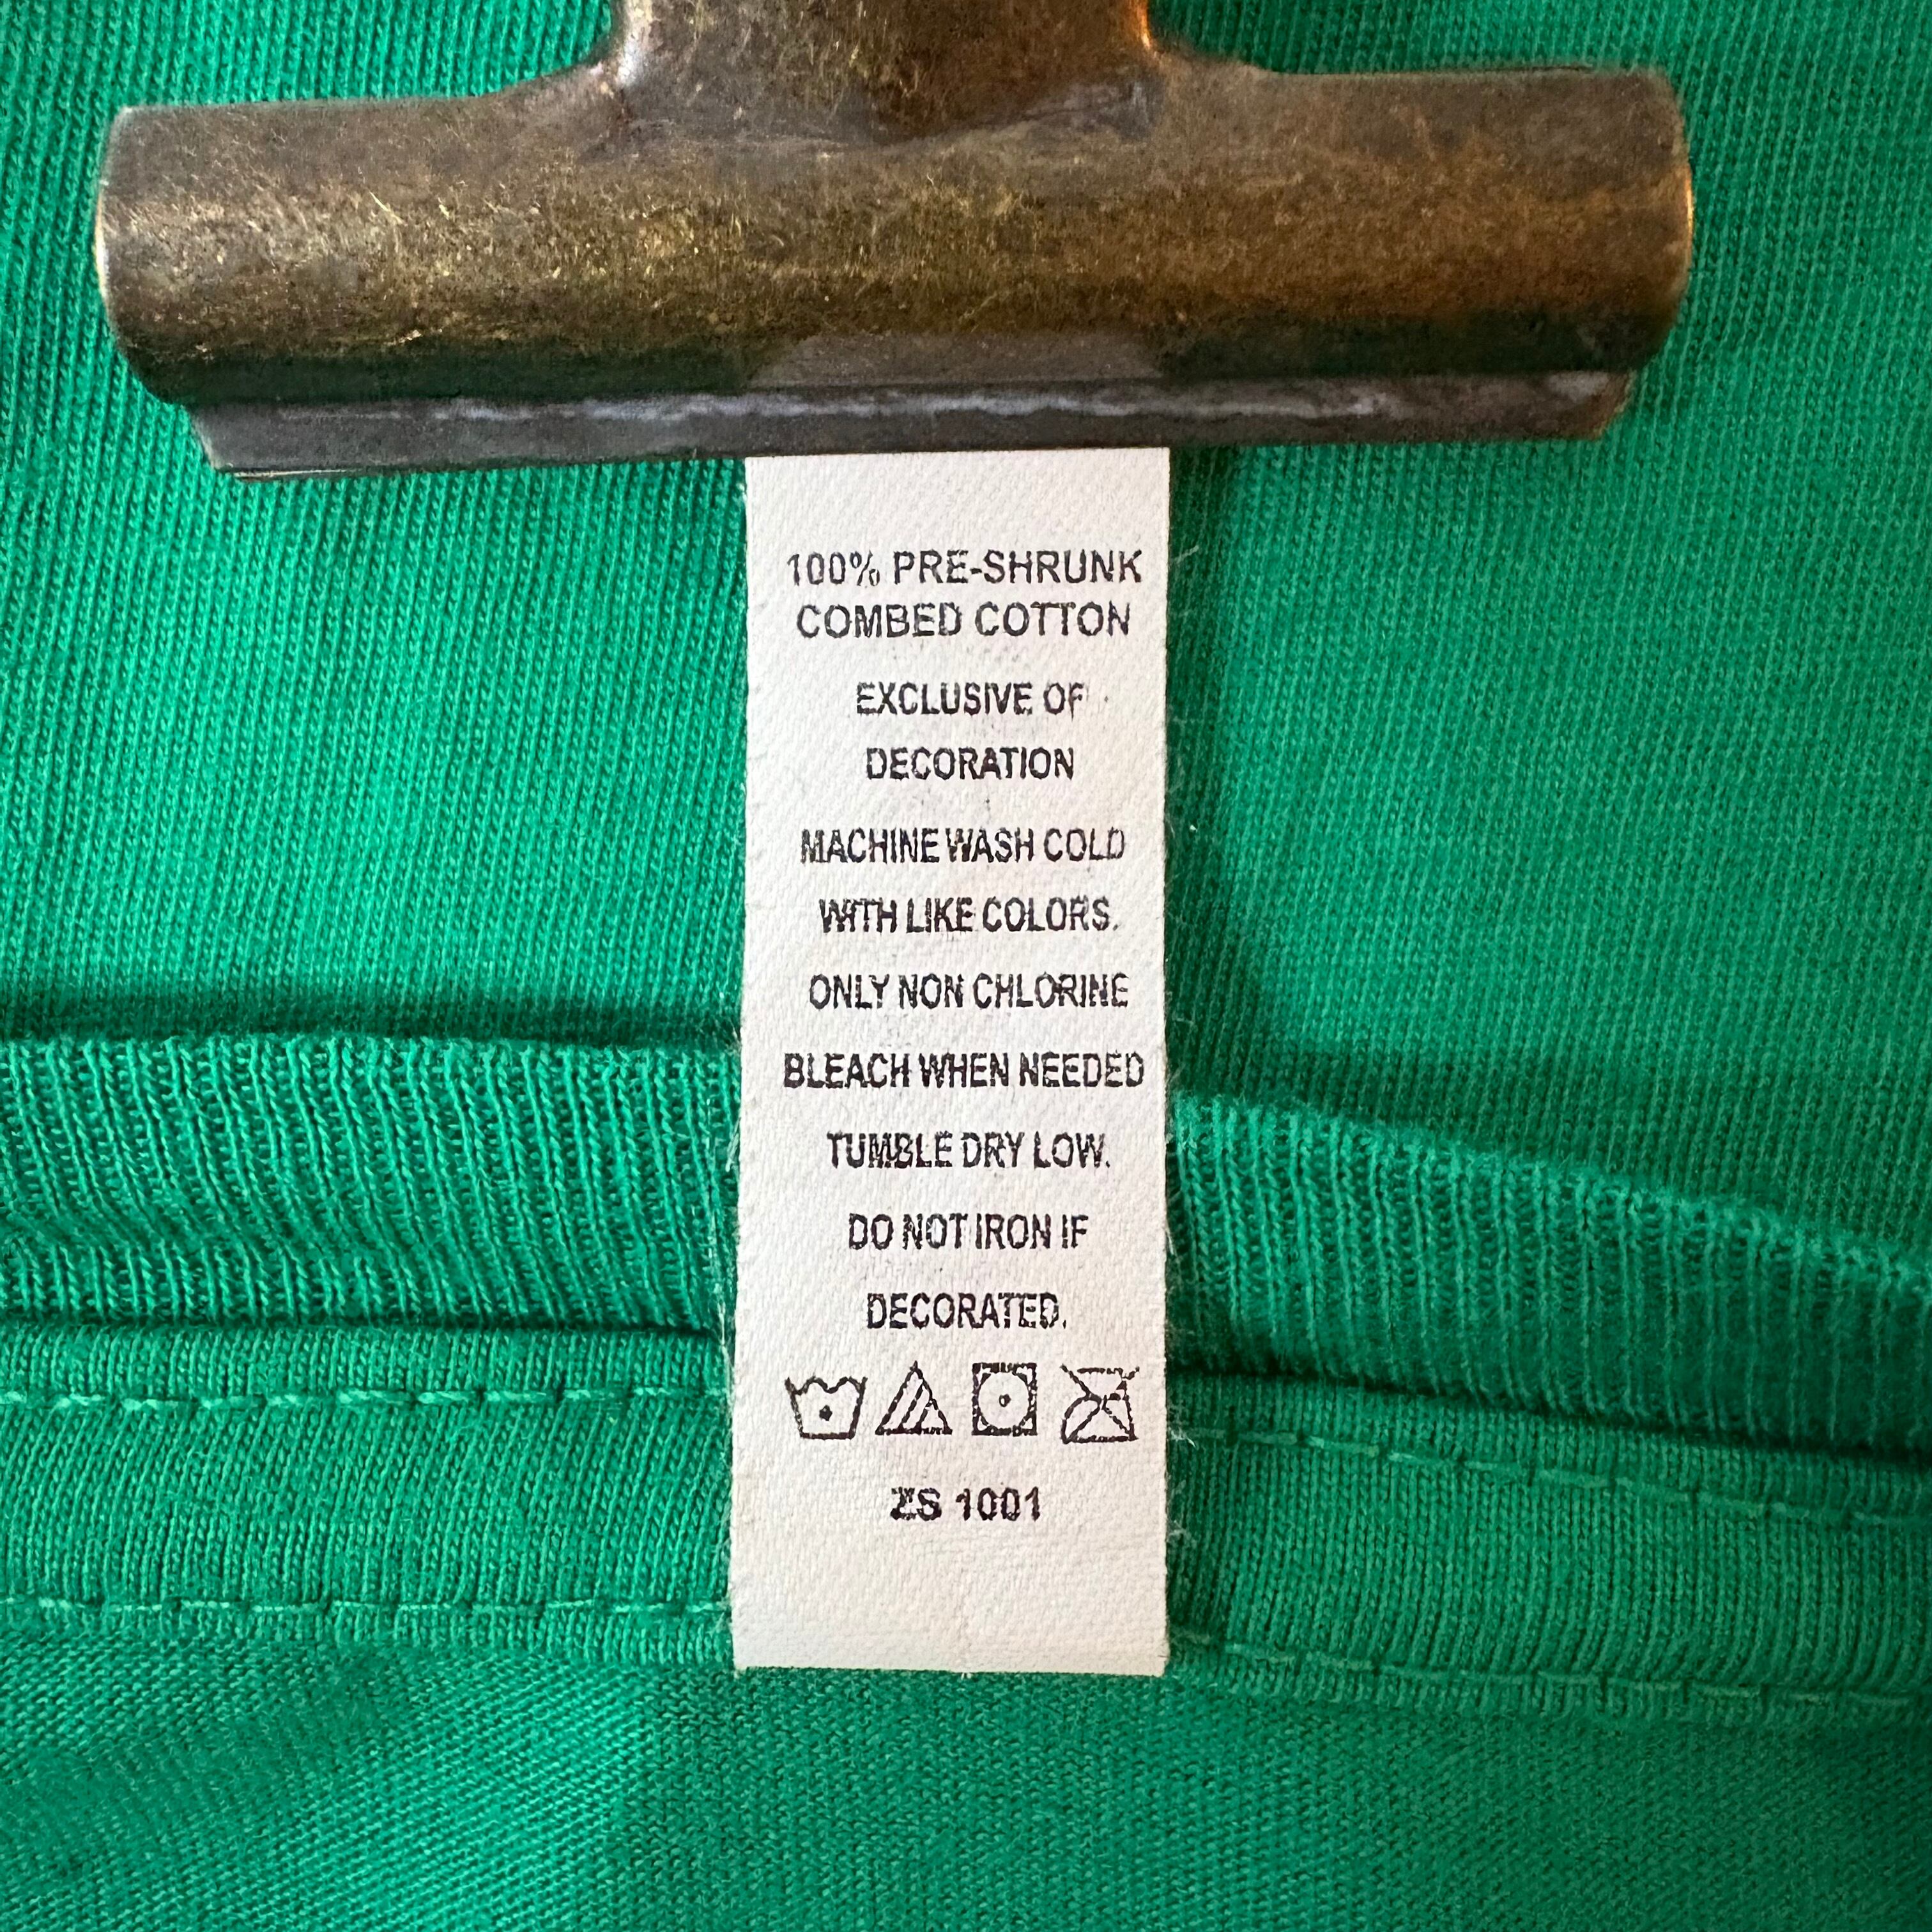 100% PRE-SHRUNK
COMBED COTTON
EXCLUSIVE OF
DECORATION
MACHINE WASH COLD
WITH LIKE COLORS.
ONLY NON CHLORINE
BLEACH WHEN NEEDED
TUMBLE DRY LOW.
DO NOT IRON IF
DECORATED.
ZS 1001